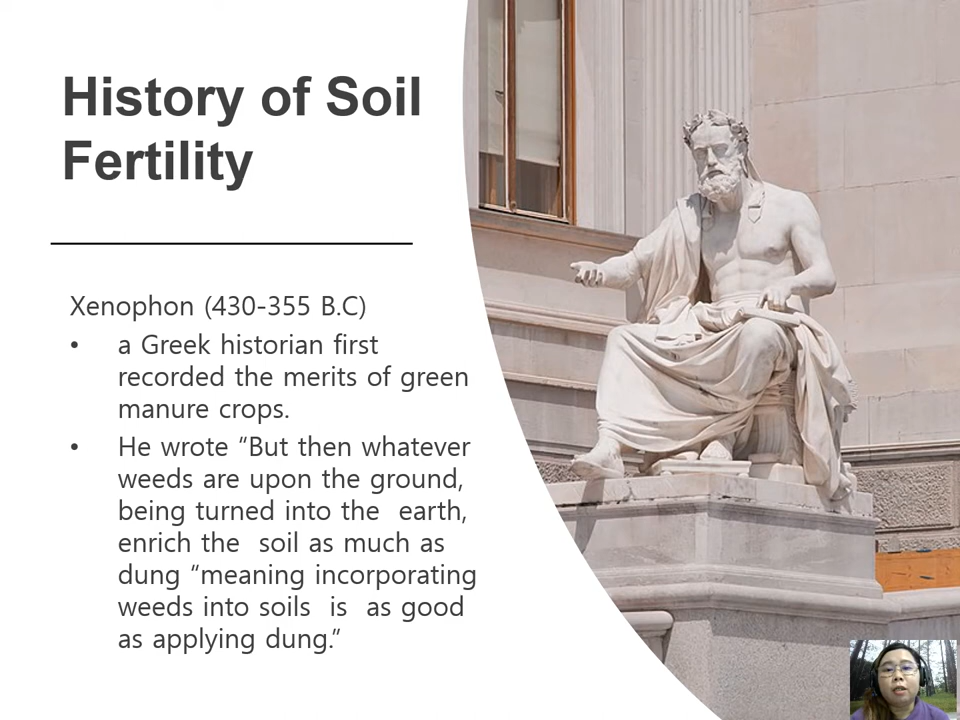 History of Soil
Fertility
Xenophon (430-355 B.C)
• a Greek historian first
recorded the merits of green
manure crops.
• He wrote “But then whatever
weeds are upon the ground,
being turned into the earth,
enrich the soil as much as
dung “meaning incorporating
weeds into soils is as good
as applying dung.”